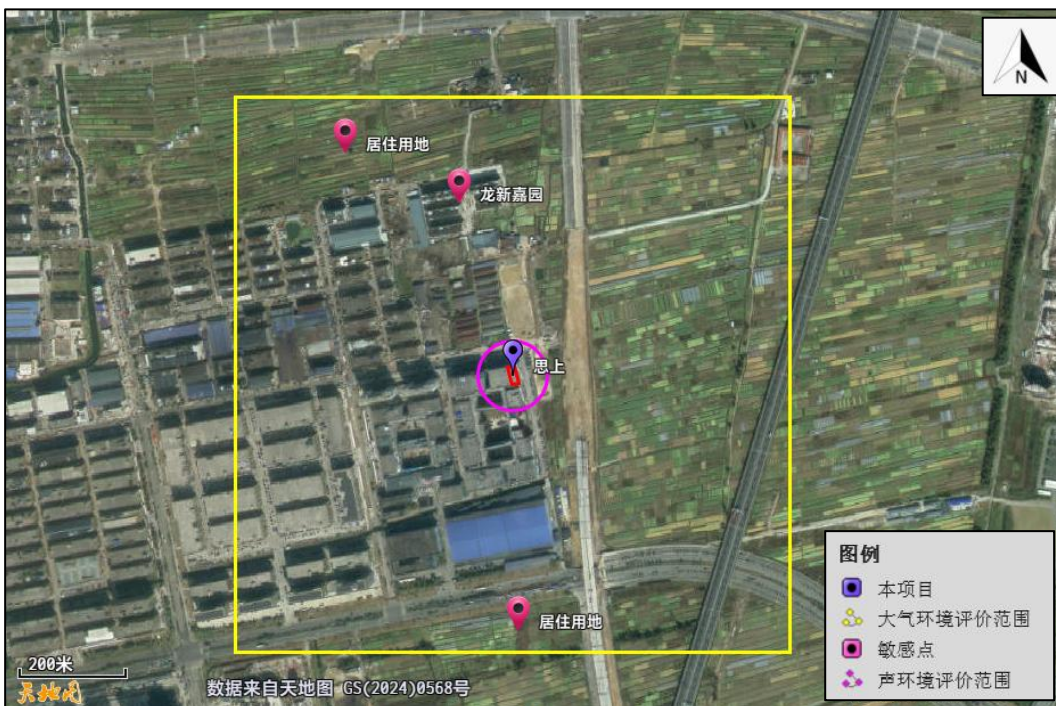 N
居住用地
龙新嘉园
思上
居住用地
图例
本项目
大气环境评价范围
敏感点
声环境评价范围
200米
天地图
数据来自天地图 GS(2024)0568号